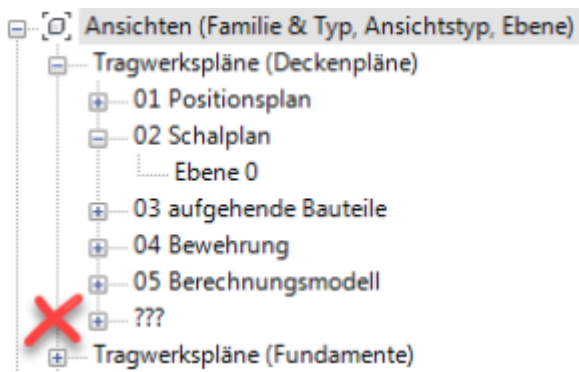 Ansichten (Familie & Typ, Ansichtstyp, Ebene)
Tragwerkspläne (Deckenpläne)
01 Positionsplan
02 Schalplan
Ebene 0
03 aufgehende Bauteile
04 Bewehrung
05 Berechnungsmodell
???
Tragwerkspläne (Fundamente)